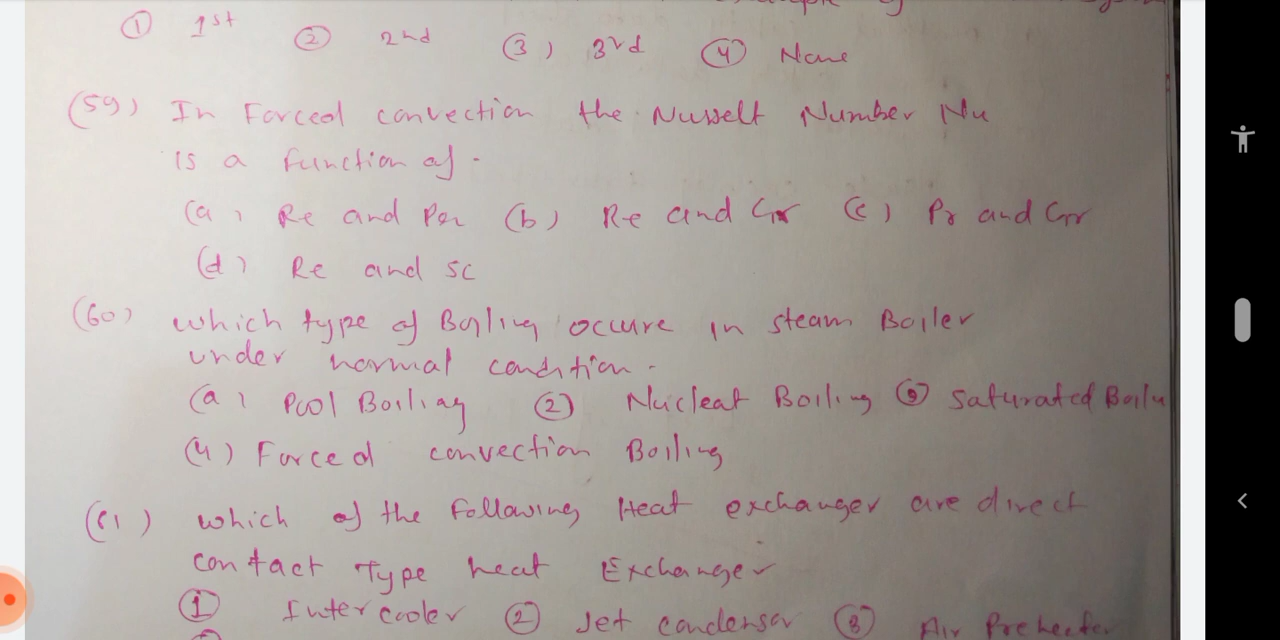 ① 1st ② 2nd (3) 3rd ④ None
(59) In Forced convection the Nusselt Number Nu
is a function of -
(a) Re and Per (b) Re and Gr (c) Pr and Gr
(d) Re and Sc
(60) which type of Boiling occure in steam Boiler
under normal condition.
(a) Pool Boiling ② Nucleat Boiling ③ Saturated Boilu
(4) Forced convection Boiling
(61) which of the following Heat exchanger are direct
contact Type heat Exchanger
① Inter cooler ② Jet condensor ③ Air Preheater